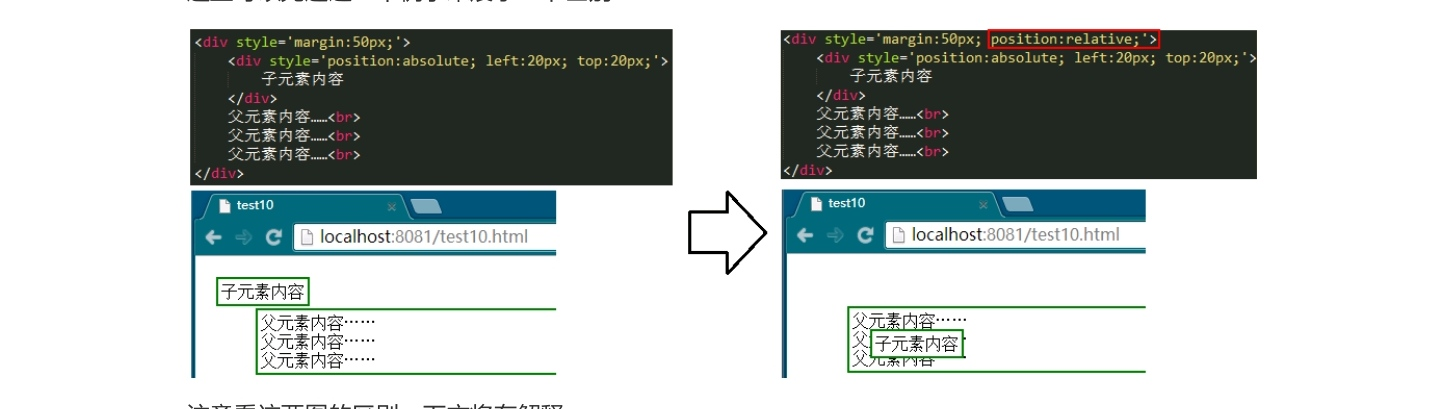 <div style='margin:50px;'>
<div style='position:absolute; left:20px; top:20px;'>
子元素内容
</div>
父元素内容……<br>
父元素内容……<br>
父元素内容……<br>
</div>
test10
localhost:8081/test10.html
子元素内容
父元素内容……
父元素内容……
父元素内容……
<div style='margin:50px; position:relative;'>
<div style='position:absolute; left:20px; top:20px;'>
子元素内容
</div>
父元素内容……<br>
父元素内容……<br>
父元素内容……<br>
</div>
test10
localhost:8081/test10.html
父元素内容……
父
子元素内容
父元素内容